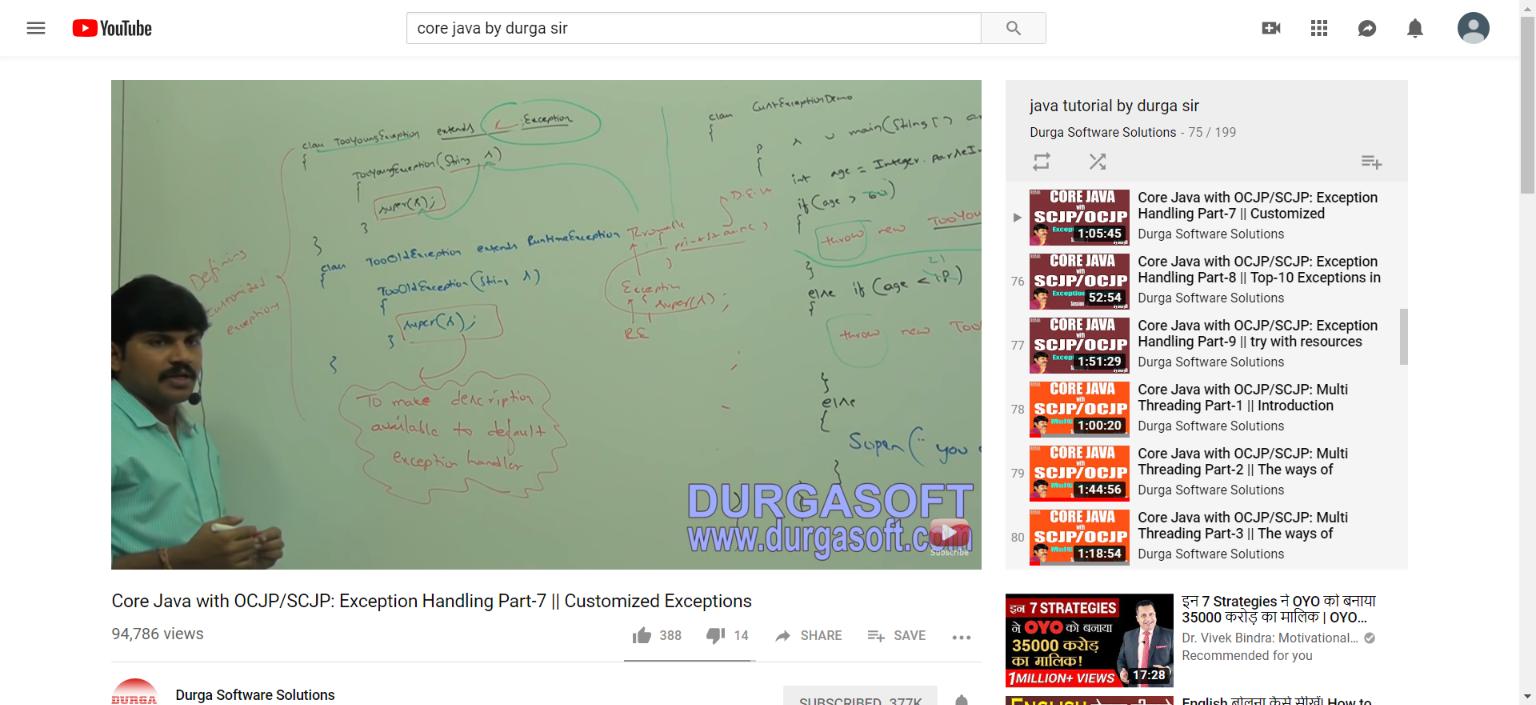 YouTube
core java by durga sir
class TooYoungException extends Exception
{
TooYoungException(String s)
{
super(s);
}
}
class TooOldException extends RuntimeException
{
TooOldException(String s)
{
super(s);
}
}
Defining
customized
exceptions
To make description
available to default
exception handler
Throwable
printStackTrace()
Exception
super(s);
RE
D.E.H
class CustExceptionDemo
{
main(String[]
{
int age = Integer.parseIn
if(age >
{
throw new TooYou
}
else if (age <
{
throw new TooO
}
else
{
you
}
DURGASOFT
www.durgasoft.com
Subscribe
Core Java with OCJP/SCJP: Exception Handling Part-7 || Customized Exceptions
94,786 views
388
14
SHARE
SAVE
DURGA
Durga Software Solutions
SUBSCRIBED 377K
java tutorial by durga sir
Durga Software Solutions - 75 / 199
CORE JAVA
with
SCJP/OCJP
1:05:45
Core Java with OCJP/SCJP: Exception
Handling Part-7 || Customized
Durga Software Solutions
76
CORE JAVA
with
SCJP/OCJP
52:54
Core Java with OCJP/SCJP: Exception
Handling Part-8 || Top-10 Exceptions in
Durga Software Solutions
77
CORE JAVA
with
SCJP/OCJP
1:51:29
Core Java with OCJP/SCJP: Exception
Handling Part-9 || try with resources
Durga Software Solutions
78
CORE JAVA
with
SCJP/OCJP
1:00:20
Core Java with OCJP/SCJP: Multi
Threading Part-1 || Introduction
Durga Software Solutions
79
CORE JAVA
with
SCJP/OCJP
1:44:56
Core Java with OCJP/SCJP: Multi
Threading Part-2 || The ways of
Durga Software Solutions
80
CORE JAVA
with
SCJP/OCJP
1:18:54
Core Java with OCJP/SCJP: Multi
Threading Part-3 || The ways of
Durga Software Solutions
इन 7 STRATEGIES
ने OYO को बनाया
35000 करोड़
का मालिक!
1MILLION+ VIEWS
17:28
इन 7 Strategies ने OYO को बनाया
35000 करोड़ का मालिक | OYO...
Dr. Vivek Bindra: Motivational...
Recommended for you
ENGLISH
English बोलना कैसे सीखें! How to